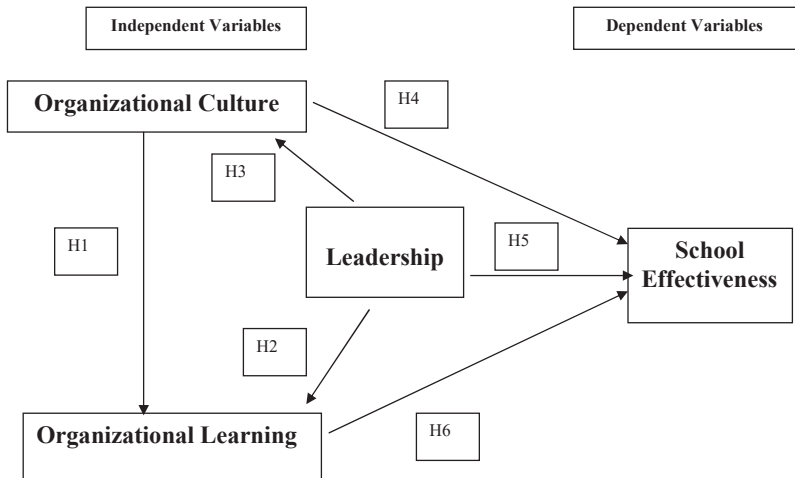 Independent Variables
Dependent Variables
Organizational Culture
H4
H3
H1
Leadership
H5
School
Effectiveness
H2
Organizational Learning
H6